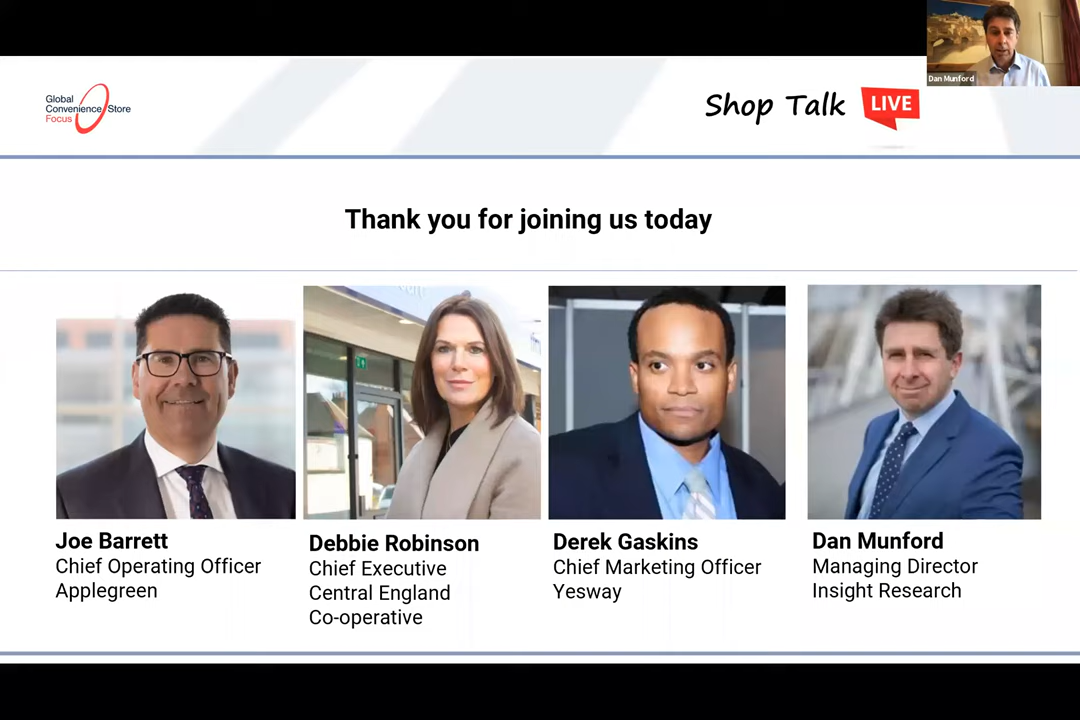 Dan Munford
Global
Convenience Store
Focus
Shop Talk LIVE
Thank you for joining us today
Joe Barrett
Chief Operating Officer
Applegreen
Debbie Robinson
Chief Executive
Central England
Co-operative
Derek Gaskins
Chief Marketing Officer
Yesway
Dan Munford
Managing Director
Insight Research